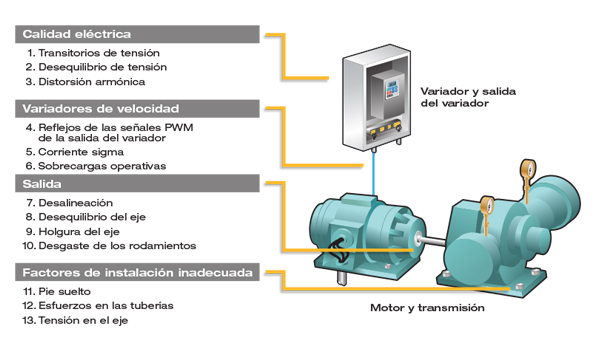 Calidad eléctrica
1. Transitorios de tensión
2. Desequilibrio de tensión
3. Distorsión armónica
Variadores de velocidad
4. Reflejos de las señales PWM
de la salida del variador
5. Corriente sigma
6. Sobrecargas operativas
Salida
7. Desalineación
8. Desequilibrio del eje
9. Holgura del eje
10. Desgaste de los rodamientos
Factores de instalación inadecuada
11. Pie suelto
12. Esfuerzos en las tuberías
13. Tensión en el eje
Variador y salida
del variador
Motor y transmisión